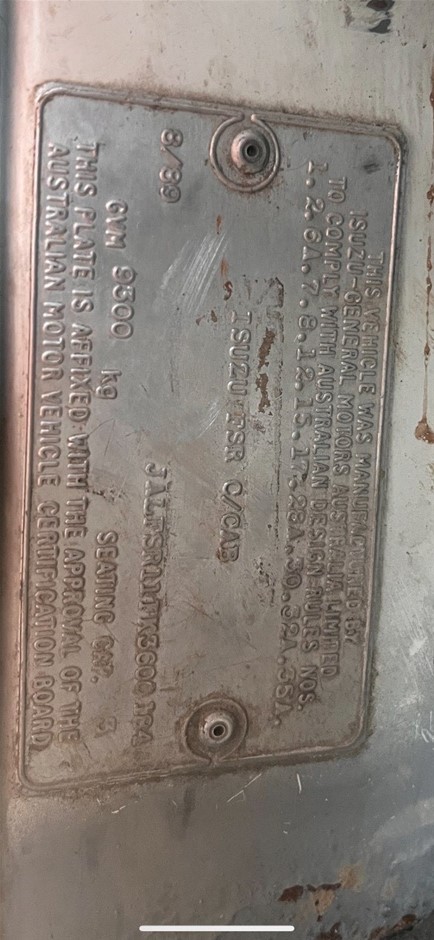 THIS VEHICLE WAS MANUFACTURED BY
ISUZU-GENERAL MOTORS AUSTRALIA LIMITED
TO COMPLY WITH AUSTRALIAN DESIGN RULES NOS.
1.2.6A.7.8.12.15.17.28A.30.32A.35A.
ISUZU FSR C/CAB
8/89
GVM 9500 kg SEATING CAP. 3
THIS PLATE IS AFFIXED WITH THE APPROVAL OF THE
AUSTRALIAN MOTOR VEHICLE CERTIFICATION BOARD